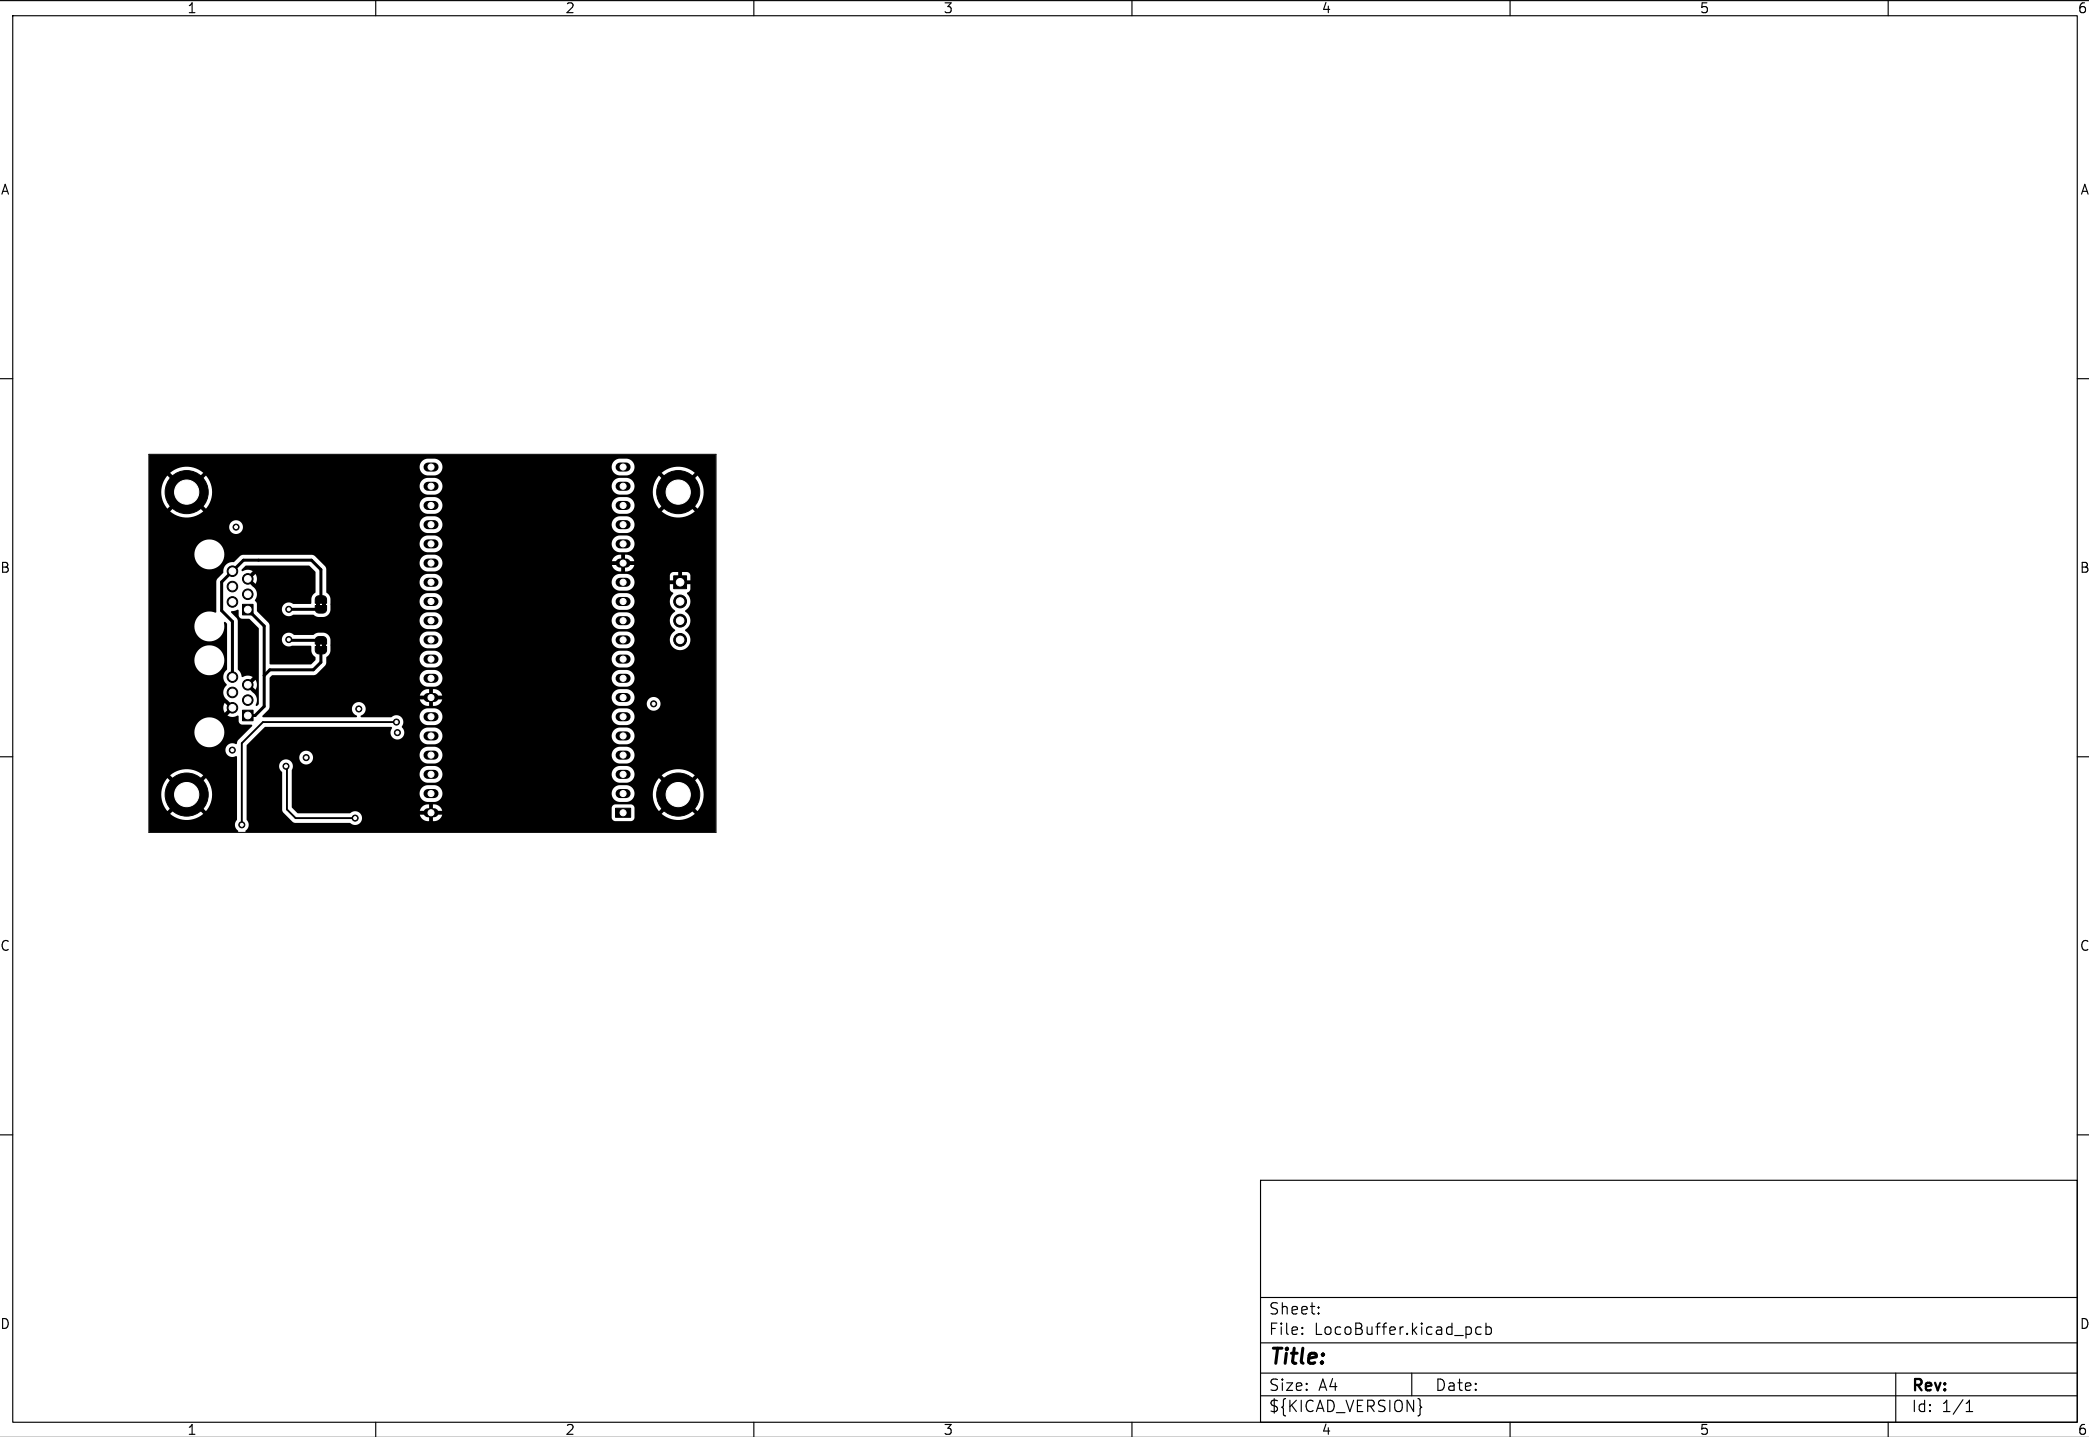 1 2 3 4 5 6
A A
B B
C C
D D
Sheet:
File: LocoBuffer.kicad_pcb
Title:
Size: A4 Date: Rev:
${KICAD_VERSION} Id: 1/1
1 2 3 4 5 6